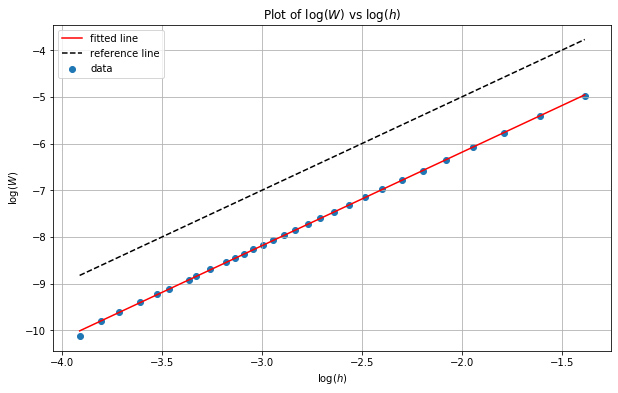 Plot of log(W) vs log(h)
fitted line
reference line
data
log(W)
−4
−5
−6
−7
−8
−9
−10
−4.0
−3.5
−3.0
−2.5
−2.0
−1.5
log(h)